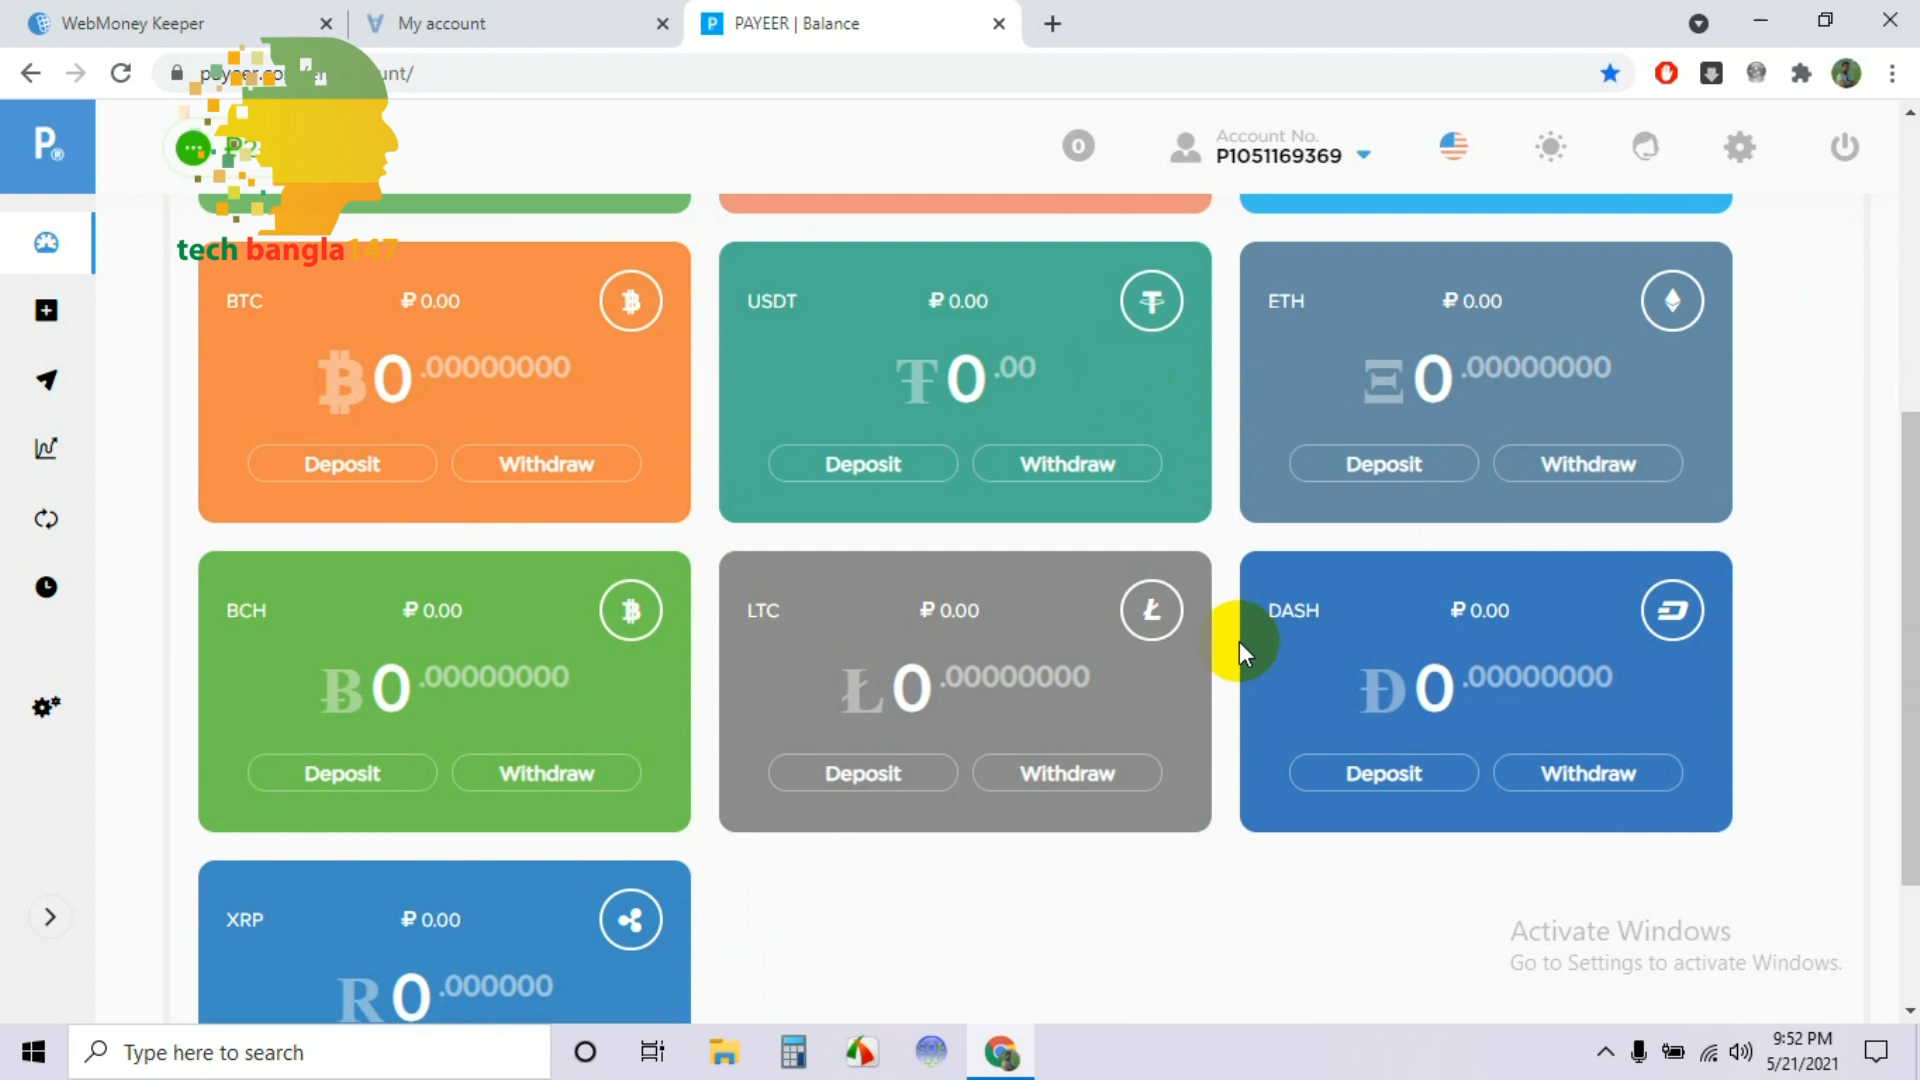 WebMoney Keeper
My account
PAYEER | Balance
Account No.
P1051169369
tech bangla147
BTC ₽ 0.00
0.00000000
Deposit Withdraw
USDT ₽ 0.00
₮ 0.00
Deposit Withdraw
ETH ₽ 0.00
Ξ 0.00000000
Deposit Withdraw
BCH ₽ 0.00
0.00000000
Deposit Withdraw
LTC ₽ 0.00
Ł 0.00000000
Deposit Withdraw
DASH ₽ 0.00
Đ 0.00000000
Deposit Withdraw
XRP ₽ 0.00
R 0.000000
Activate Windows
Go to Settings to activate Windows.
Type here to search
9:52 PM
5/21/2021